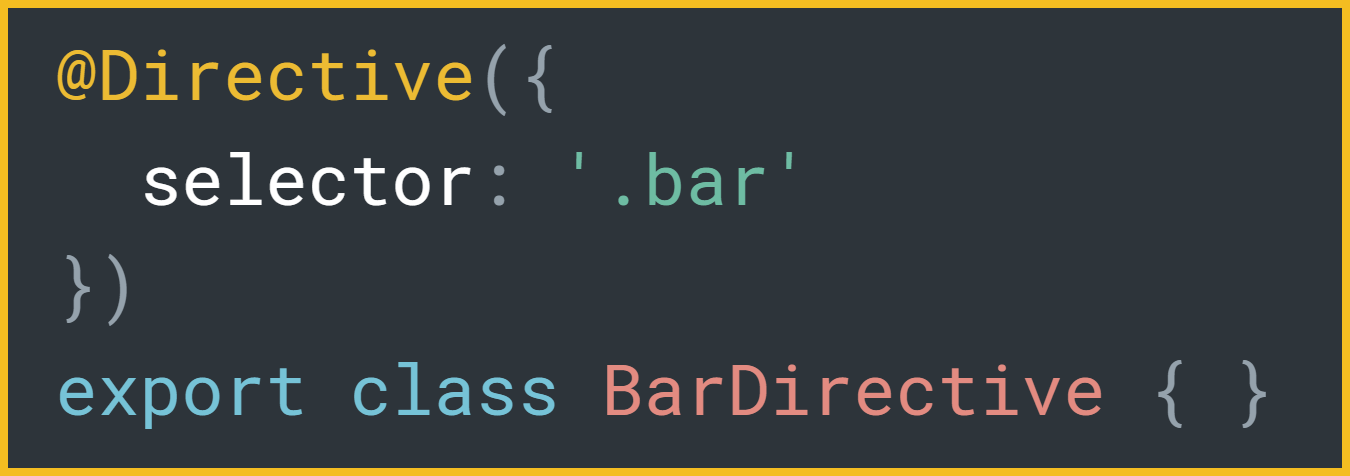 @Directive({
  selector: '.bar'
})
export class BarDirective { }